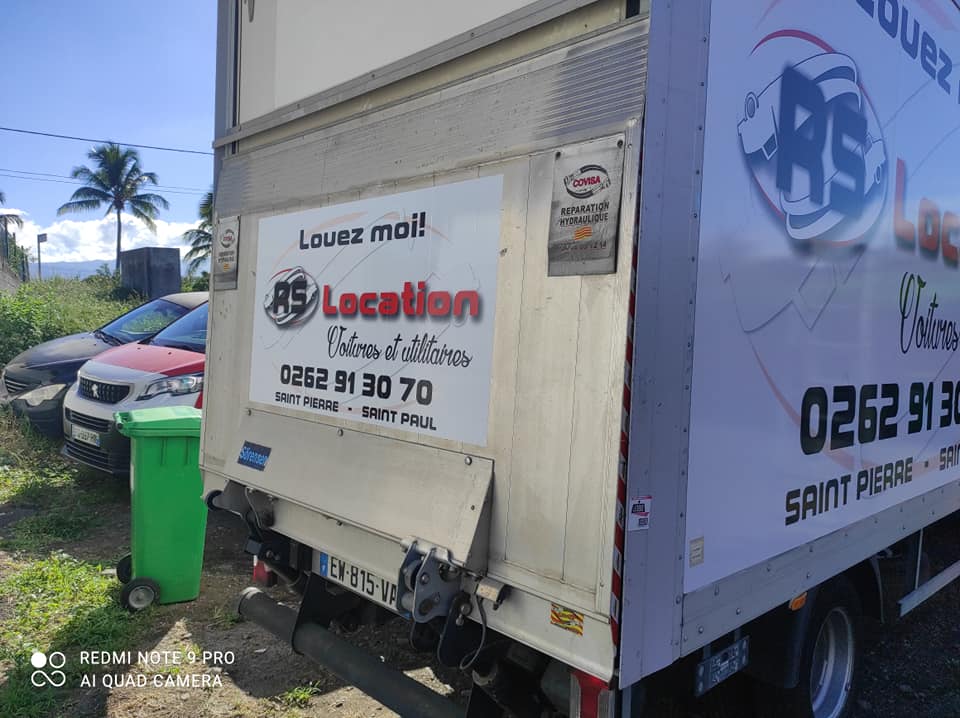 Louez moi!
RS Location
Voitures et utilitaires
0262 91 30 70
SAINT PIERRE - SAINT PAUL
COVISA
REPARATION
HYDRAULIQUE
Sörensen
EW-815-VA
Louez
RS
Loc
Voitures
0262 91 30
SAINT PIERRE - SAIN
REDMI NOTE 9 PRO
AI QUAD CAMERA